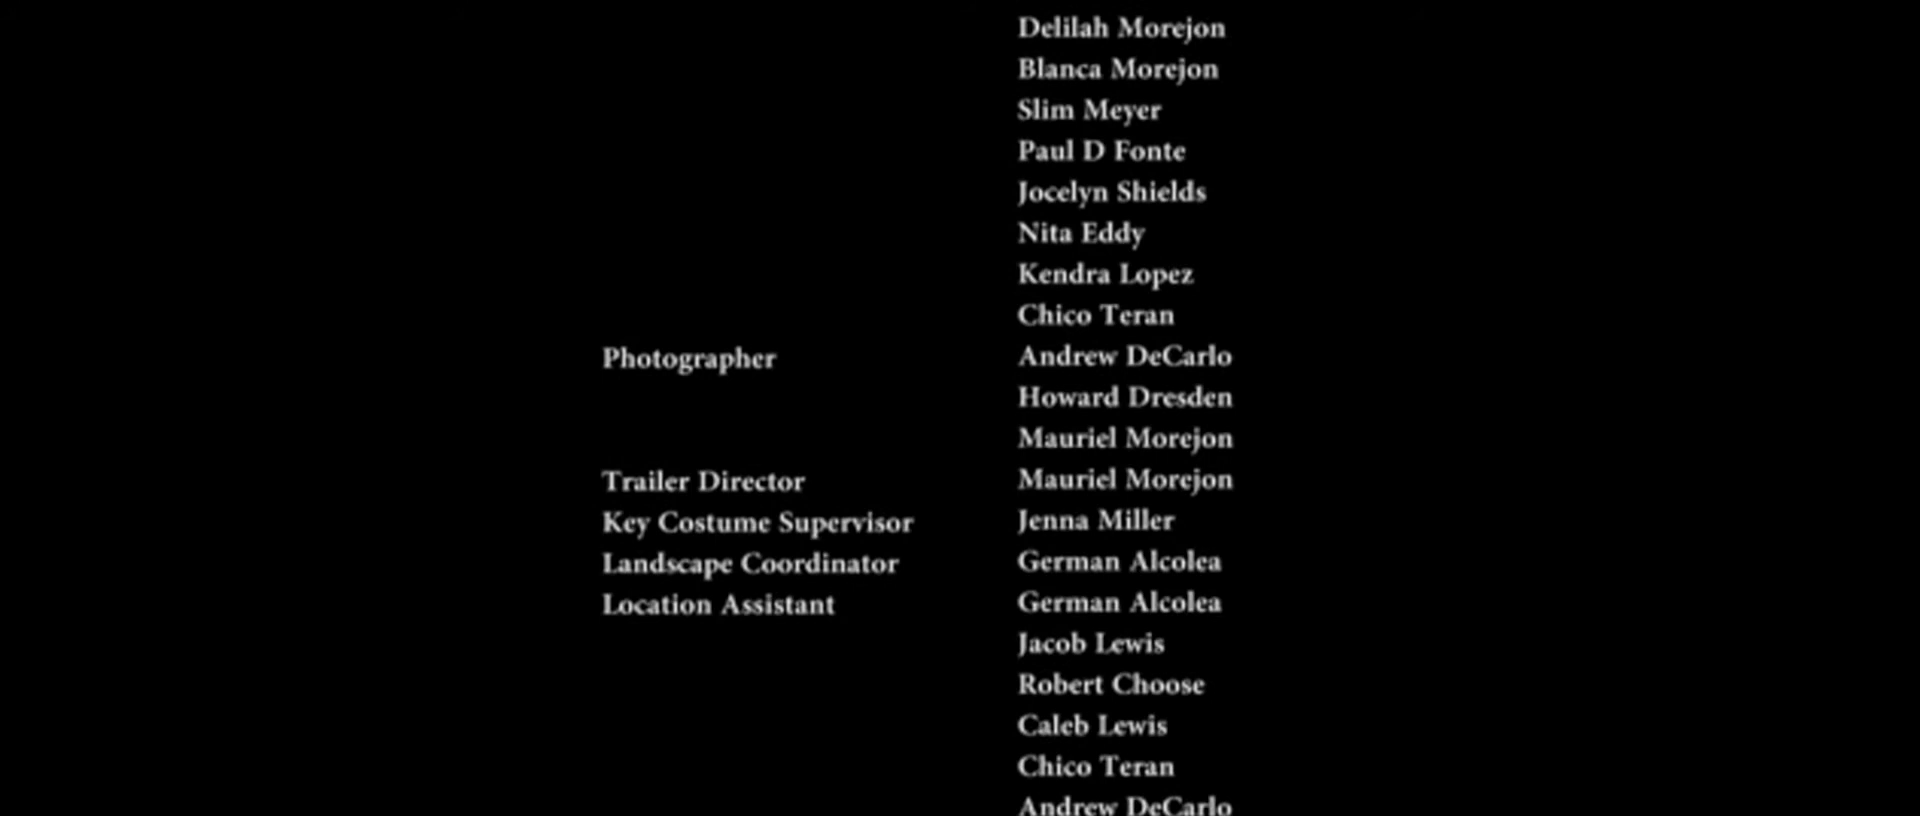 Delilah Morejon
Blanca Morejon
Slim Meyer
Paul D Fonte
Jocelyn Shields
Nita Eddy
Kendra Lopez
Chico Teran
Photographer Andrew DeCarlo
Howard Dresden
Mauriel Morejon
Trailer Director Mauriel Morejon
Key Costume Supervisor Jenna Miller
Landscape Coordinator German Alcolea
Location Assistant German Alcolea
Jacob Lewis
Robert Choose
Caleb Lewis
Chico Teran
Andrew DeCarlo